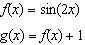 f(x) = sin(2x)
g(x) = f(x) + 1